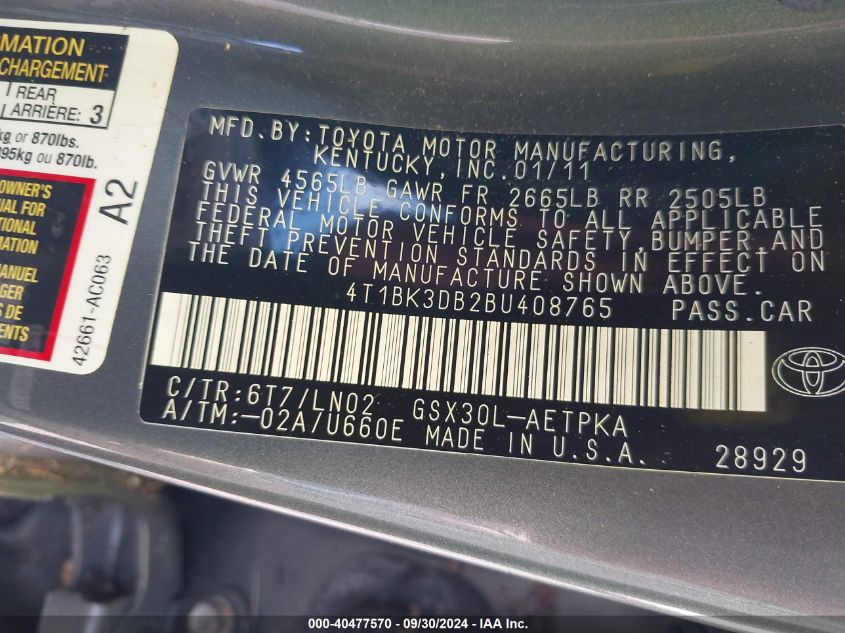 MATION
CHARGEMENT
REAR
ARRIÈRE: 3
kg or 870lbs.
395kg ou 870lb.
OWNER'S
UAL FOR
TIONAL
MATION
MANUEL
GER
US DE
ENTS
42661-AC063 A2
MFD. BY: TOYOTA MOTOR MANUFACTURING,
KENTUCKY, INC. 01/11
GVWR 4565LB GAWR FR 2665LB RR 2505LB
THIS VEHICLE CONFORMS TO ALL APPLICABLE
FEDERAL MOTOR VEHICLE SAFETY, BUMPER, AND
THEFT PREVENTION STANDARDS IN EFFECT ON
THE DATE OF MANUFACTURE SHOWN ABOVE.
4T1BK3DB2BU408765 PASS. CAR
C/TR: 6T7/LN02 GSX30L-AETPKA
A/TM: -02A/U660E MADE IN U.S.A. 28929
000-40477570 / 09/30/2024 - IAA Inc.